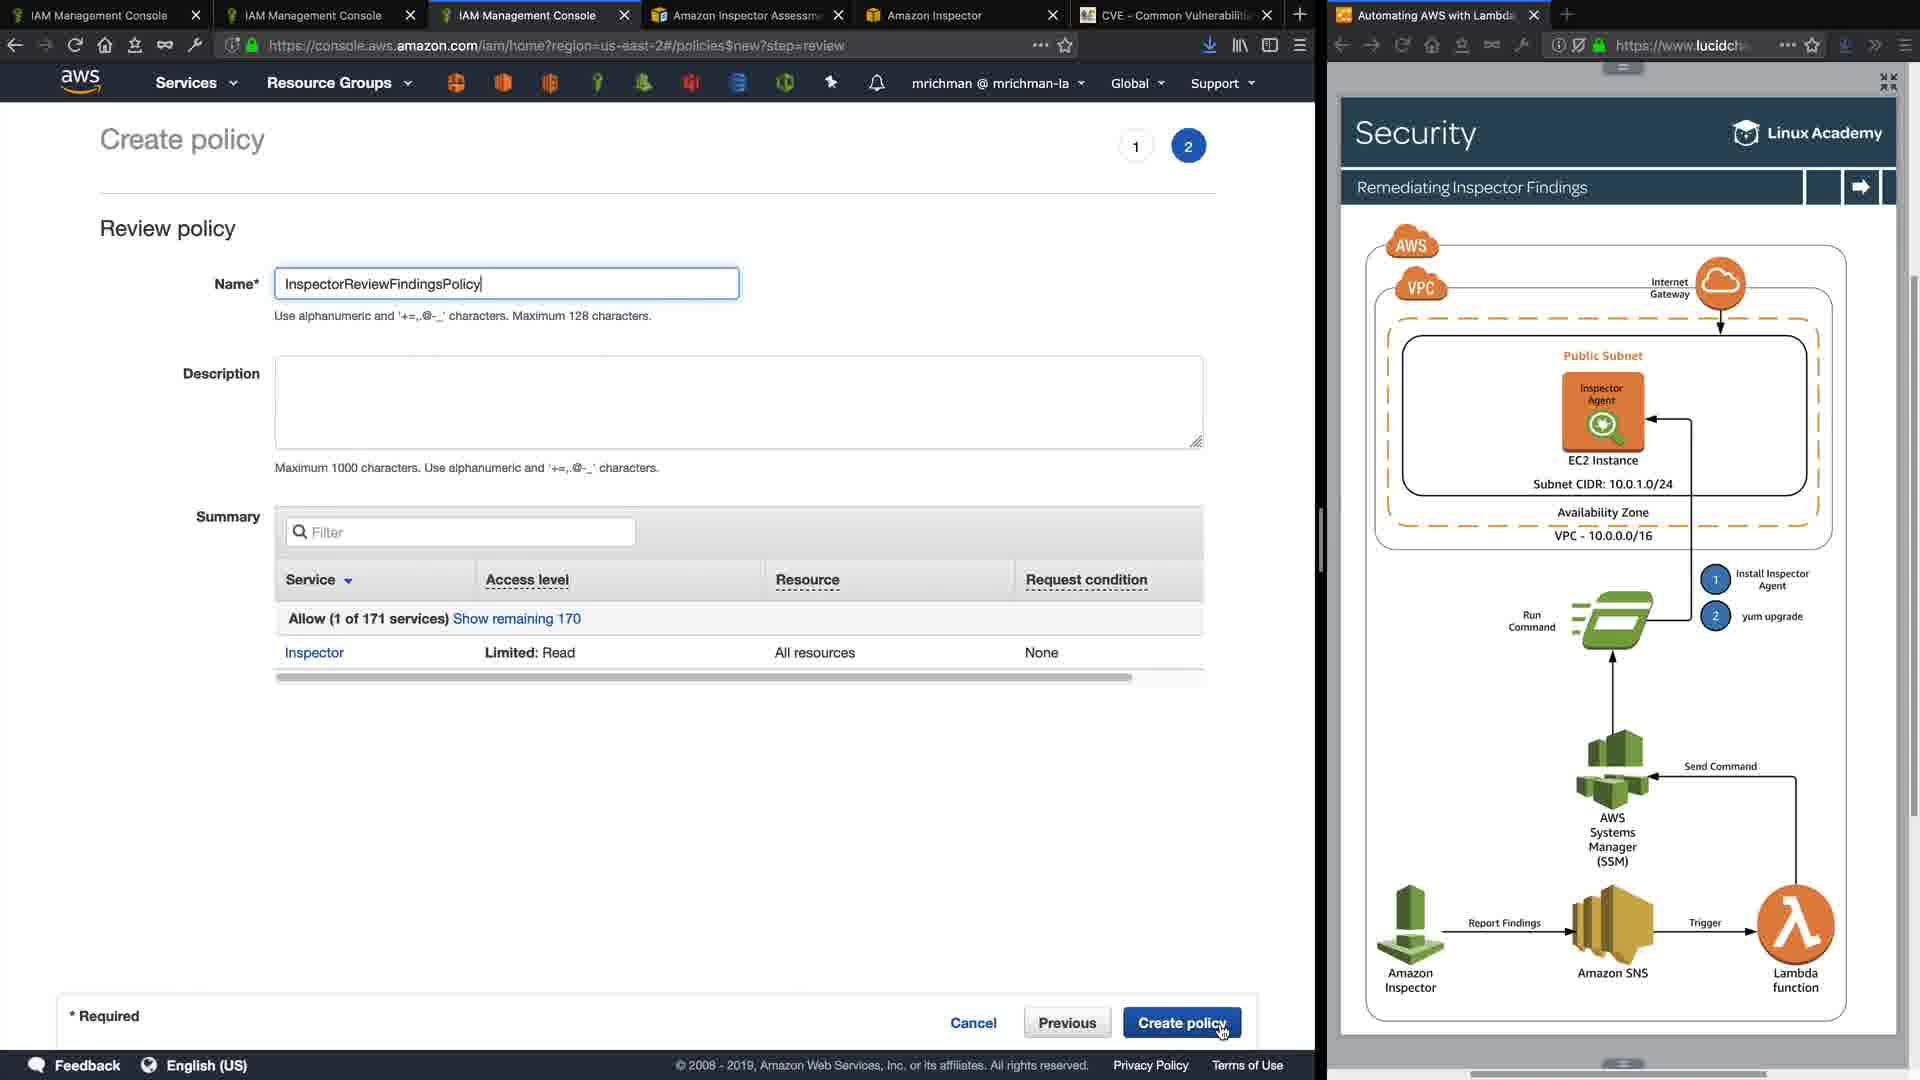 IAM Management Console
IAM Management Console
IAM Management Console
Amazon Inspector Assessm
Amazon Inspector
CVE - Common Vulnerabiliti
https://console.aws.amazon.com/iam/home?region=us-east-2#/policies$new?step=review
aws
Services
Resource Groups
mrichman @ mrichman-la
Global
Support
Create policy
1
2
Review policy
Name*
InspectorReviewFindingsPolicy
Use alphanumeric and '+=,.@-_' characters. Maximum 128 characters.
Description
Maximum 1000 characters. Use alphanumeric and '+=,.@-_' characters.
Summary
Filter
Service
Access level
Resource
Request condition
Allow (1 of 171 services) Show remaining 170
Inspector
Limited: Read
All resources
None
* Required
Cancel
Previous
Create policy
Feedback
English (US)
© 2008 - 2019, Amazon Web Services, Inc. or its affiliates. All rights reserved.
Privacy Policy
Terms of Use
Automating AWS with Lambda
https://www.lucidch
Security
Linux Academy
Remediating Inspector Findings
AWS
VPC
Internet
Gateway
Public Subnet
Inspector
Agent
EC2 Instance
Subnet CIDR: 10.0.1.0/24
Availability Zone
VPC - 10.0.0.0/16
1
Install Inspector
Agent
2
yum upgrade
Run
Command
Send Command
AWS
Systems
Manager
(SSM)
Report Findings
Trigger
Amazon
Inspector
Amazon SNS
Lambda
function